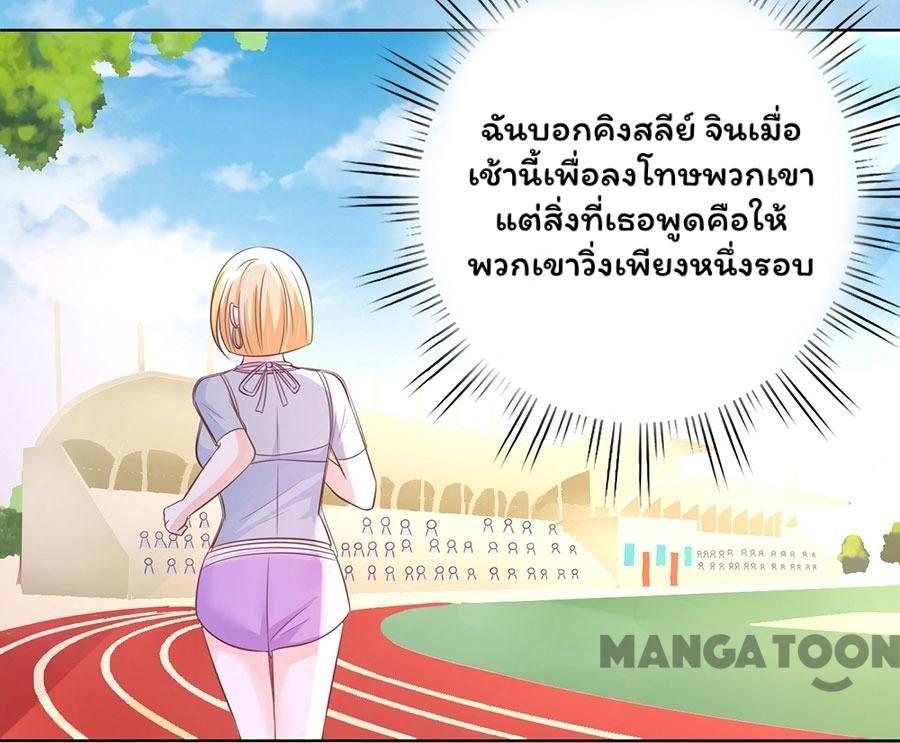 ฉันบอกคิงสลีย์ จินเมื่อ
เช้านี้เพื่อลงโทษพวกเขา
แต่สิ่งที่เธอพูดคือให้
พวกเขาวิ่งเพียงหนึ่งรอบ
MANGATOON